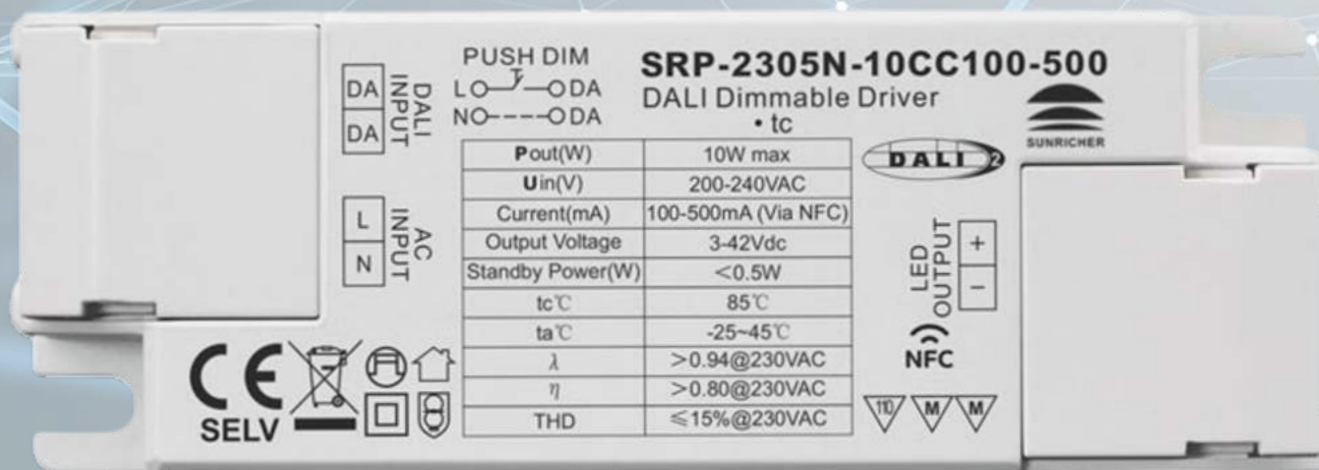 PUSH DIM
L DA
N DA
SRP-2305N-10CC100-500
DALI Dimmable Driver
• tc
SUNRICHER
DA
DA
DALI INPUT
L
N
AC INPUT
Pout(W) 10W max
Uin(V) 200-240VAC
Current(mA) 100-500mA (Via NFC)
Output Voltage 3-42Vdc
Standby Power(W) <0.5W
tc℃ 85℃
ta℃ -25~45℃
λ >0.94@230VAC
η >0.80@230VAC
THD ≤15%@230VAC
DALI 2
LED OUTPUT
+
−
NFC
CE
SELV
110 M M